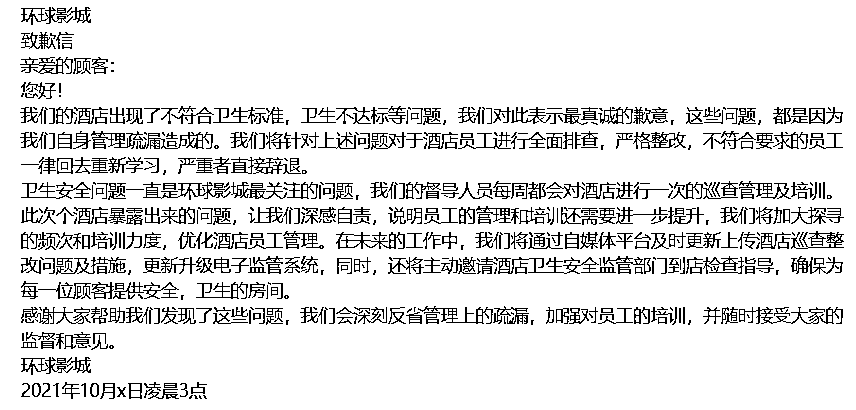 环球影城
致歉信
亲爱的顾客：
您好！
我们的酒店出现了不符合卫生标准，卫生不达标等问题，我们对此表示最真诚的歉意，这些问题，都是因为
我们自身管理疏漏造成的。我们将针对上述问题对于酒店员工进行全面排查，严格整改，不符合要求的员工
一律回去重新学习，严重者直接辞退。
卫生安全问题一直是环球影城最关注的问题，我们的督导人员每周都会对酒店进行一次的巡查管理及培训。
此次个酒店暴露出来的问题，让我们深感自责，说明员工的管理和培训还需要进一步提升，我们将加大探寻
的频次和培训力度，优化酒店员工管理。在未来的工作中，我们将通过自媒体平台及时更新上传酒店巡查整
改问题及措施，更新升级电子监管系统，同时，还将主动邀请酒店卫生安全监管部门到店检查指导，确保为
每一位顾客提供安全，卫生的房间。
感谢大家帮助我们发现了这些问题，我们会深刻反省管理上的疏漏，加强对员工的培训，并随时接受大家的
监督和意见。
环球影城
2021年10月x日凌晨3点